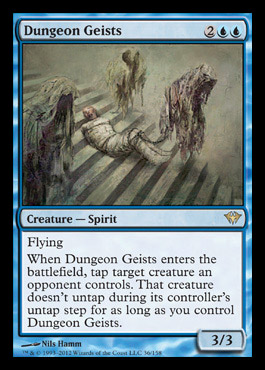 Dungeon Geists 2
Creature — Spirit
Flying
When Dungeon Geists enters the
battlefield, tap target creature an
opponent controls. That creature
doesn't untap during its controller's
untap step for as long as you control
Dungeon Geists.
3/3
Nils Hamm
™ & © 1993–2012 Wizards of the Coast LLC 36/158